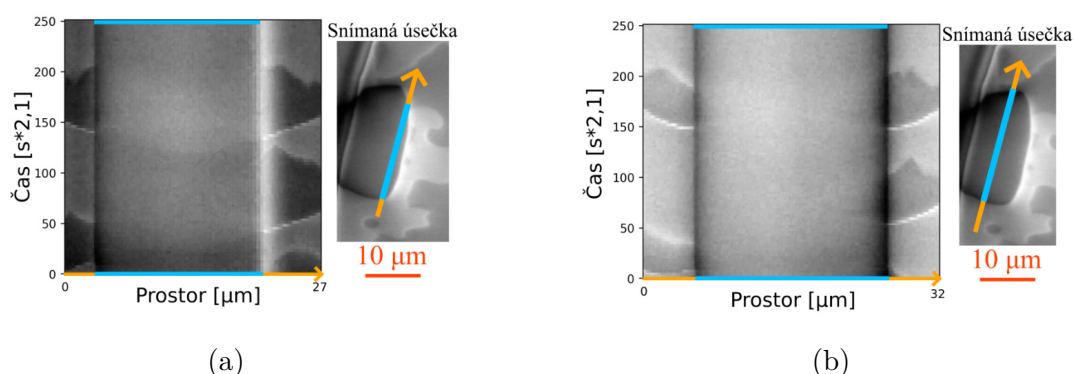 Snímaná úsečka
250
200
150
100
50
0
Čas [s*2,1]
0
27
Prostor [μm]
10 μm
(a)
Snímaná úsečka
250
200
150
100
50
0
Čas [s*2,1]
0
32
Prostor [μm]
10 μm
(b)